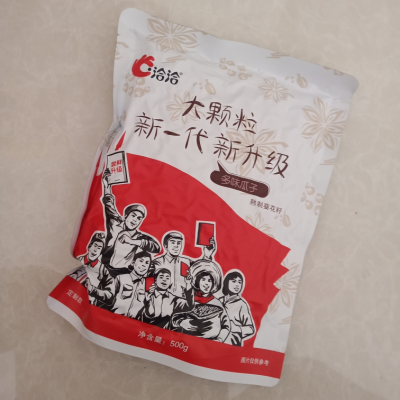 洽洽
大颗粒
新一代 新升级
多味瓜子
熟制葵花籽
净含量：500g
图片仅供参考